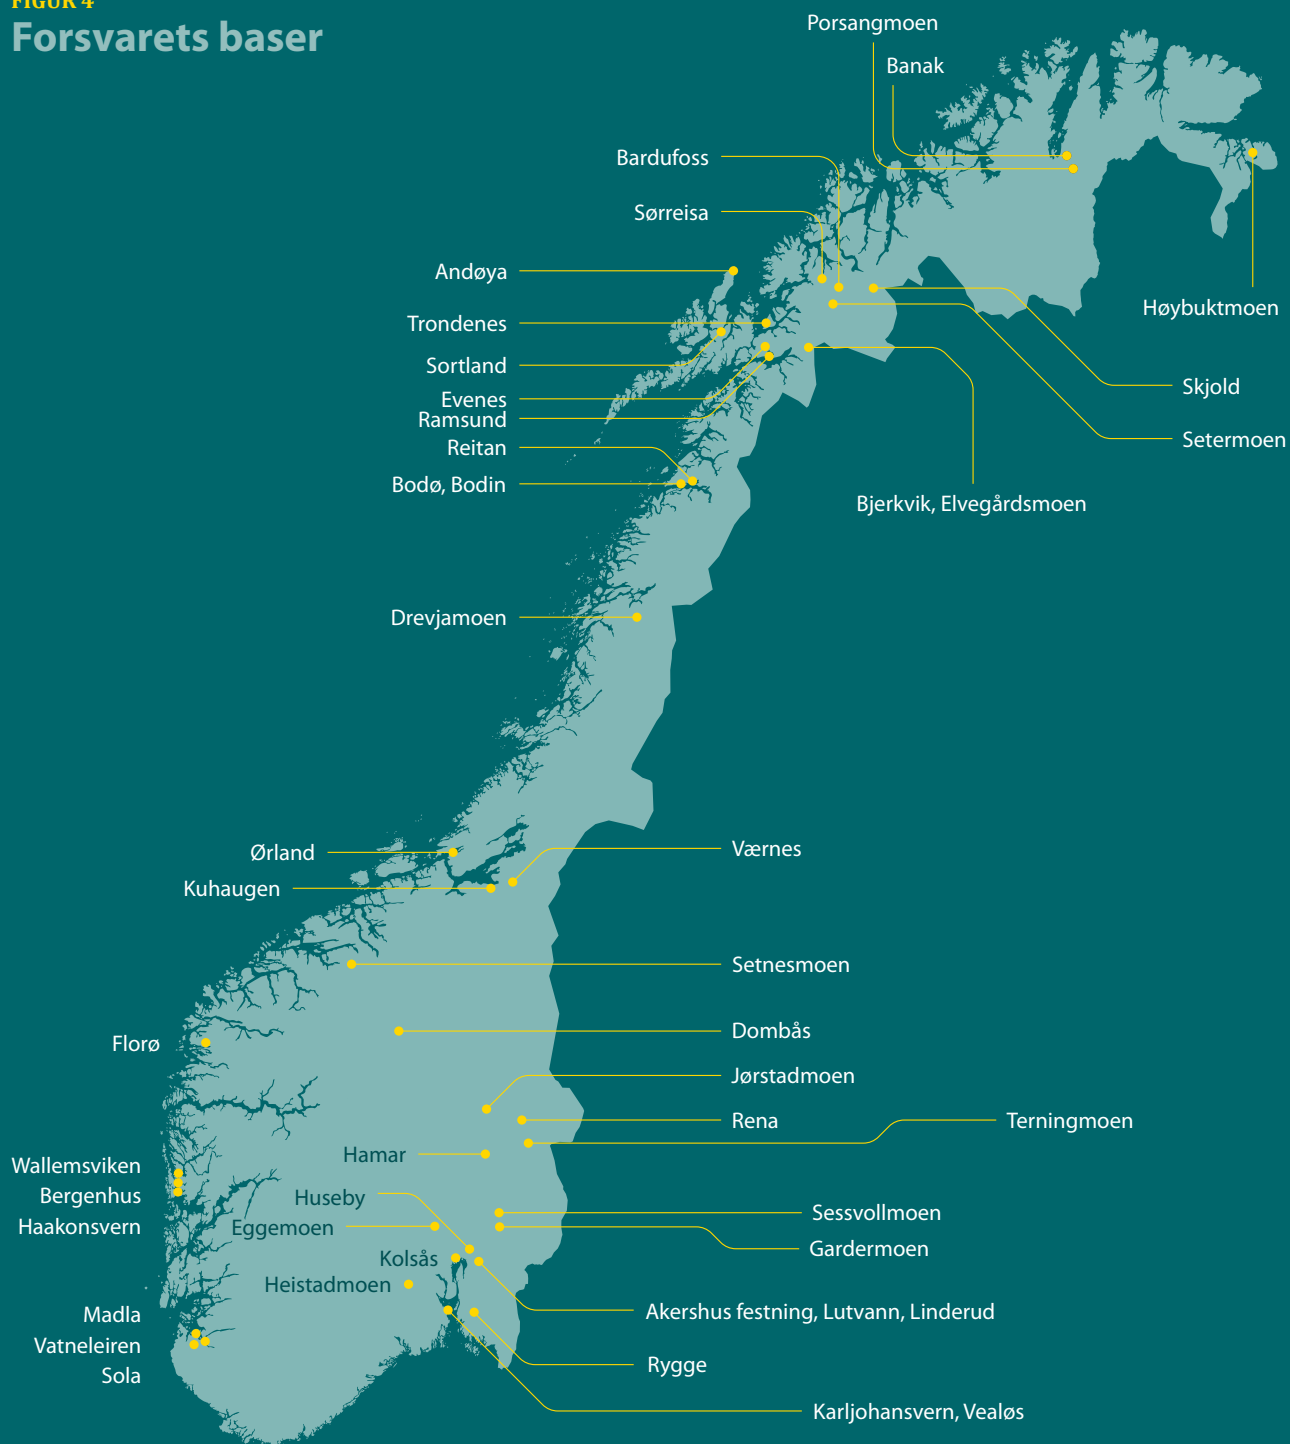 FIGUR 4
Forsvarets baser
Porsangmoen
Banak
Bardufoss
Sørreisa
Andøya
Høybuktmoen
Trondenes
Sortland
Skjold
Evenes
Ramsund
Setermoen
Reitan
Bodø, Bodin
Bjerkvik, Elvegårdsmoen
Drevjamoen
Værnes
Ørland
Kuhaugen
Setnesmoen
Dombås
Florø
Jørstadmoen
Rena
Terningmoen
Hamar
Wallemsviken
Bergenhus
Haakonsvern
Huseby
Sessvollmoen
Eggemoen
Gardermoen
Kolsås
Heistadmoen
Akershus festning, Lutvann, Linderud
Madla
Vatneleiren
Sola
Rygge
Karljohansvern, Vealøs